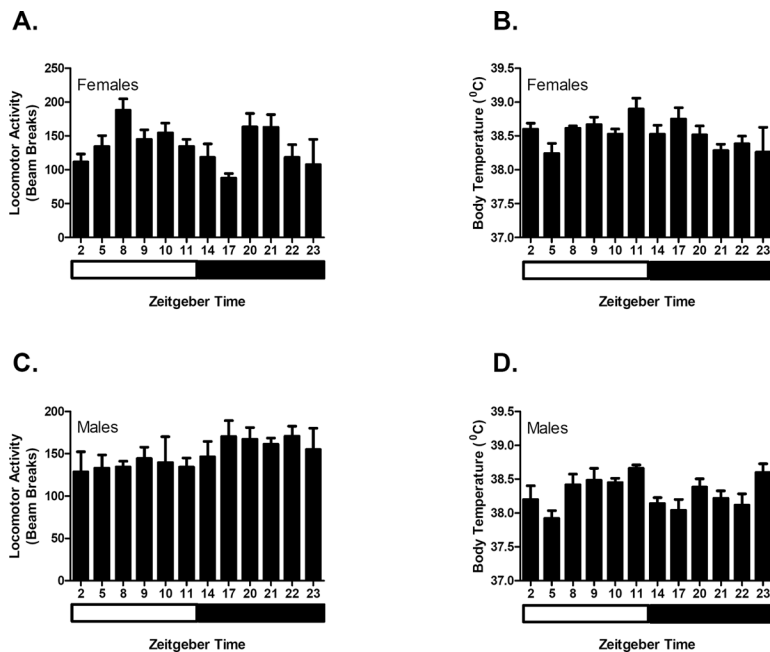 A.
Females
Locomotor Activity
(Beam Breaks)
250
200
150
100
50
0
2 5 8 9 10 11 14 17 20 21 22 23
Zeitgeber Time
B.
Females
Body Temperature (⁰C)
39.5
39.0
38.5
38.0
37.5
37.0
2 5 8 9 10 11 14 17 20 21 22 23
Zeitgeber Time
C.
Males
Locomotor Activity
(Beam Breaks)
200
150
100
50
0
2 5 8 9 10 11 14 17 20 21 22 23
Zeitgeber Time
D.
Males
Body Temperature (⁰C)
39.5
39.0
38.5
38.0
37.5
37.0
2 5 8 9 10 11 14 17 20 21 22 23
Zeitgeber Time